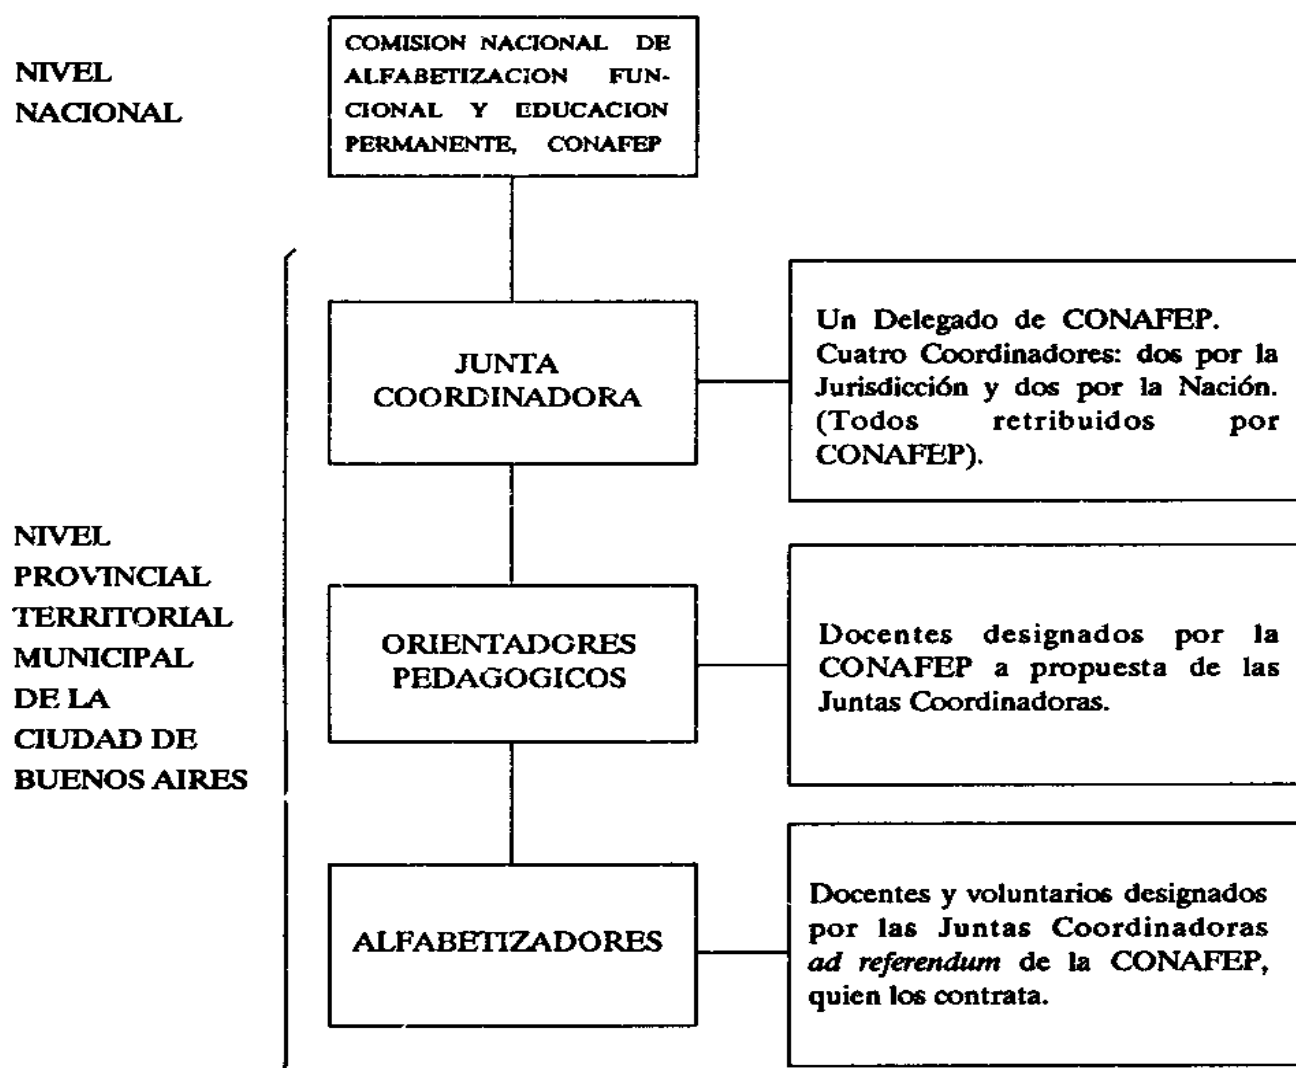 NIVEL
NACIONAL
COMISION NACIONAL DE
ALFABETIZACION FUN-
CIONAL Y EDUCACION
PERMANENTE, CONAFEP
JUNTA
COORDINADORA
Un Delegado de CONAFEP.
Cuatro Coordinadores: dos por la
Jurisdicción y dos por la Nación.
(Todos retribuidos por
CONAFEP).
NIVEL
PROVINCIAL
TERRITORIAL
MUNICIPAL
DE LA
CIUDAD DE
BUENOS AIRES
ORIENTADORES
PEDAGOGICOS
Docentes designados por la
CONAFEP a propuesta de las
Juntas Coordinadoras.
ALFABETIZADORES
Docentes y voluntarios designados
por las Juntas Coordinadoras
ad referendum de la CONAFEP,
quien los contrata.